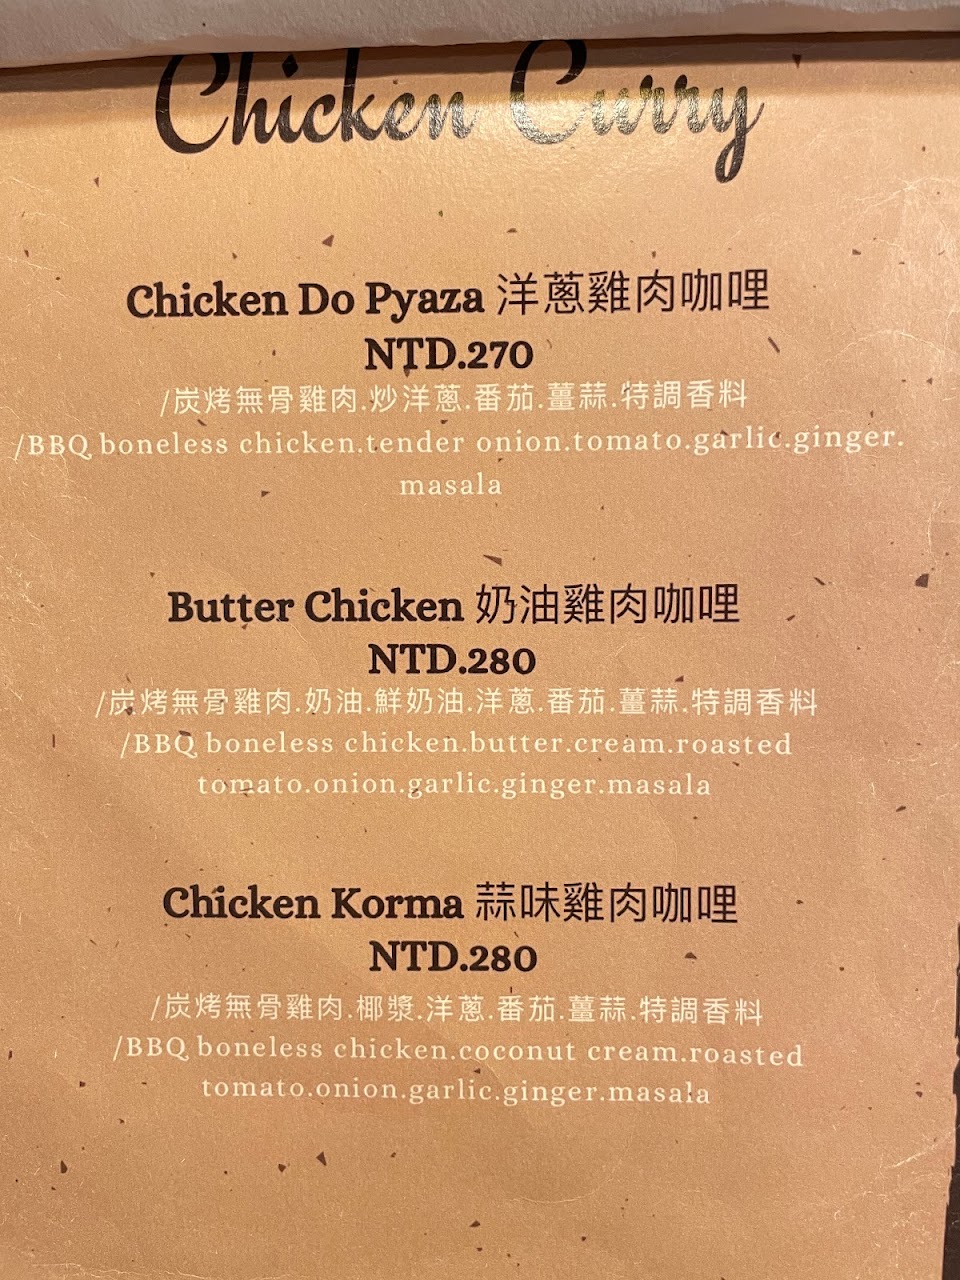 Chicken Curry
Chicken Do Pyaza 洋蔥雞肉咖哩
NTD.270
/炭烤無骨雞肉.炒洋蔥.番茄.薑蒜.特調香料
/BBQ boneless chicken.tender onion.tomato.garlic.ginger.
masala
Butter Chicken 奶油雞肉咖哩
NTD.280
/炭烤無骨雞肉.奶油.鮮奶油.洋蔥.番茄.薑蒜.特調香料
/BBQ boneless chicken.butter.cream.roasted
tomato.onion.garlic.ginger.masala
Chicken Korma 蒜味雞肉咖哩
NTD.280
/炭烤無骨雞肉.椰漿.洋蔥.番茄.薑蒜.特調香料
/BBQ boneless chicken.coconut cream.roasted
tomato.onion.garlic.ginger.masala